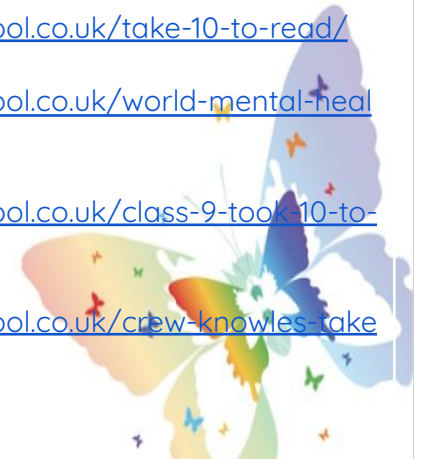 ool.co.uk/take-10-to-read/
ool.co.uk/world-mental-heal
ool.co.uk/class-9-took-10-to-
ool.co.uk/crew-knowles-take